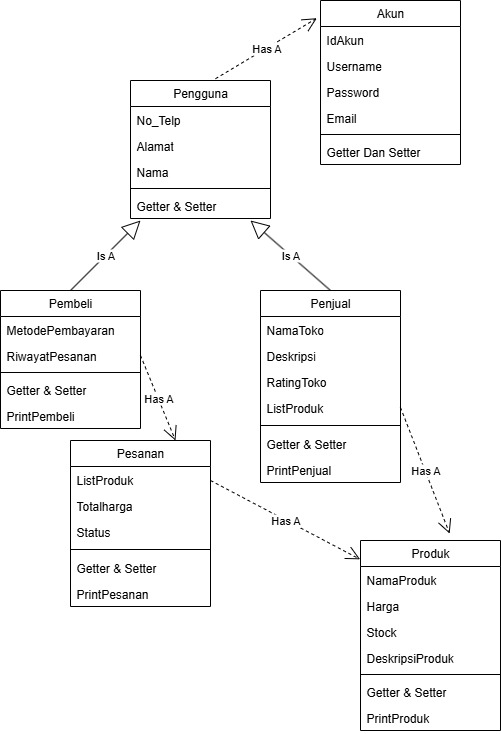 Akun
IdAkun
Username
Password
Email
Getter Dan Setter
Has A
Pengguna
No_Telp
Alamat
Nama
Getter & Setter
Is A
Is A
Pembeli
MetodePembayaran
RiwayatPesanan
Getter & Setter
PrintPembeli
Penjual
NamaToko
Deskripsi
RatingToko
ListProduk
Getter & Setter
PrintPenjual
Has A
Has A
Pesanan
ListProduk
Totalharga
Status
Getter & Setter
PrintPesanan
Has A
Produk
NamaProduk
Harga
Stock
DeskripsiProduk
Getter & Setter
PrintProduk